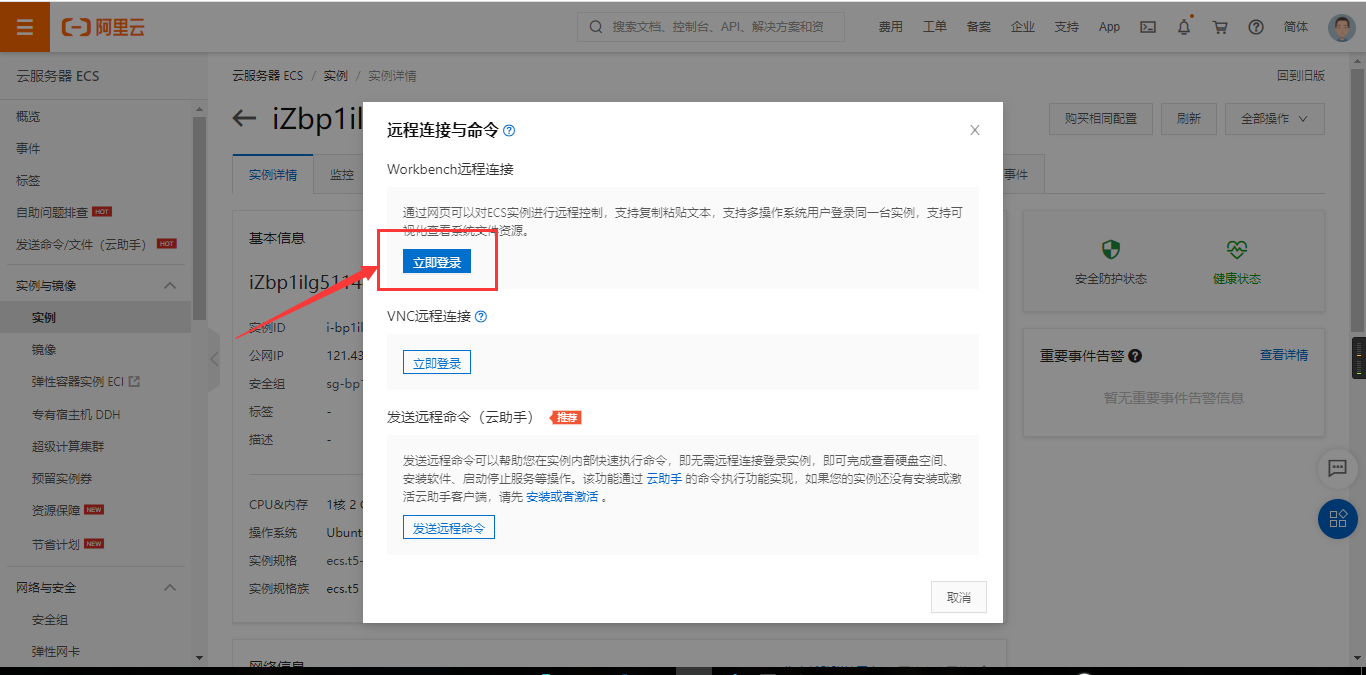 阿里云
搜索文档、控制台、API、解决方案和资
费用 工单 备案 企业 支持 App 简体
云服务器 ECS
概览
事件
标签
自助问题排查 HOT
发送命令/文件（云助手） HOT
实例与镜像
实例
镜像
弹性容器实例 ECI
专有宿主机 DDH
超级计算集群
预留实例券
资源保障 NEW
节省计划 NEW
网络与安全
安全组
弹性网卡
云服务器 ECS / 实例 / 实例详情
回到旧版
iZbp1il
购买相同配置 刷新 全部操作
实例详情 监控
事件
基本信息
iZbp1ilg5114
实例ID i-bp1il
公网IP 121.43
安全组 sg-bp1
标签 -
描述 -
CPU&内存 1核 2
操作系统 Ubunt
实例规格 ecs.t5-
实例规格族 ecs.t5
网络信息
远程连接与命令
Workbench远程连接
通过网页可以对ECS实例进行远程控制，支持复制粘贴文本，支持多操作系统用户登录同一台实例，支持可
视化查看系统文件资源。
立即登录
VNC远程连接
立即登录
发送远程命令（云助手） 推荐
发送远程命令可以帮助您在实例内部快速执行命令，即无需远程连接登录实例，即可完成查看硬盘空间、
安装软件、启动停止服务等操作。该功能通过 云助手 的命令执行功能实现，如果您的实例还没有安装或激
活云助手客户端，请先 安装或者激活 。
发送远程命令
取消
安全防护状态 健康状态
重要事件告警 查看详情
暂无重要事件告警信息